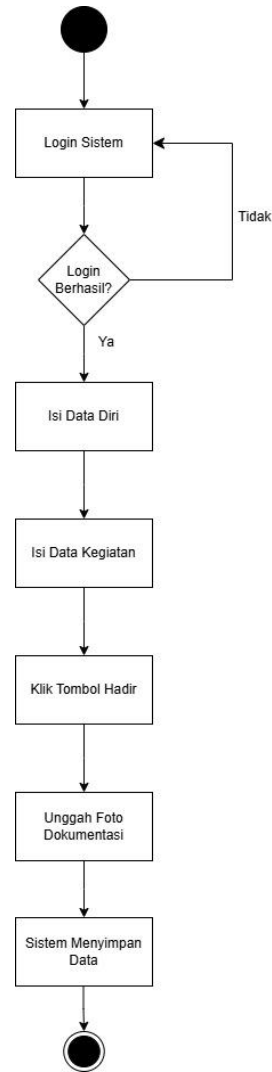 Login Sistem
Tidak
Login
Berhasil?
Ya
Isi Data Diri
Isi Data Kegiatan
Klik Tombol Hadir
Unggah Foto
Dokumentasi
Sistem Menyimpan
Data